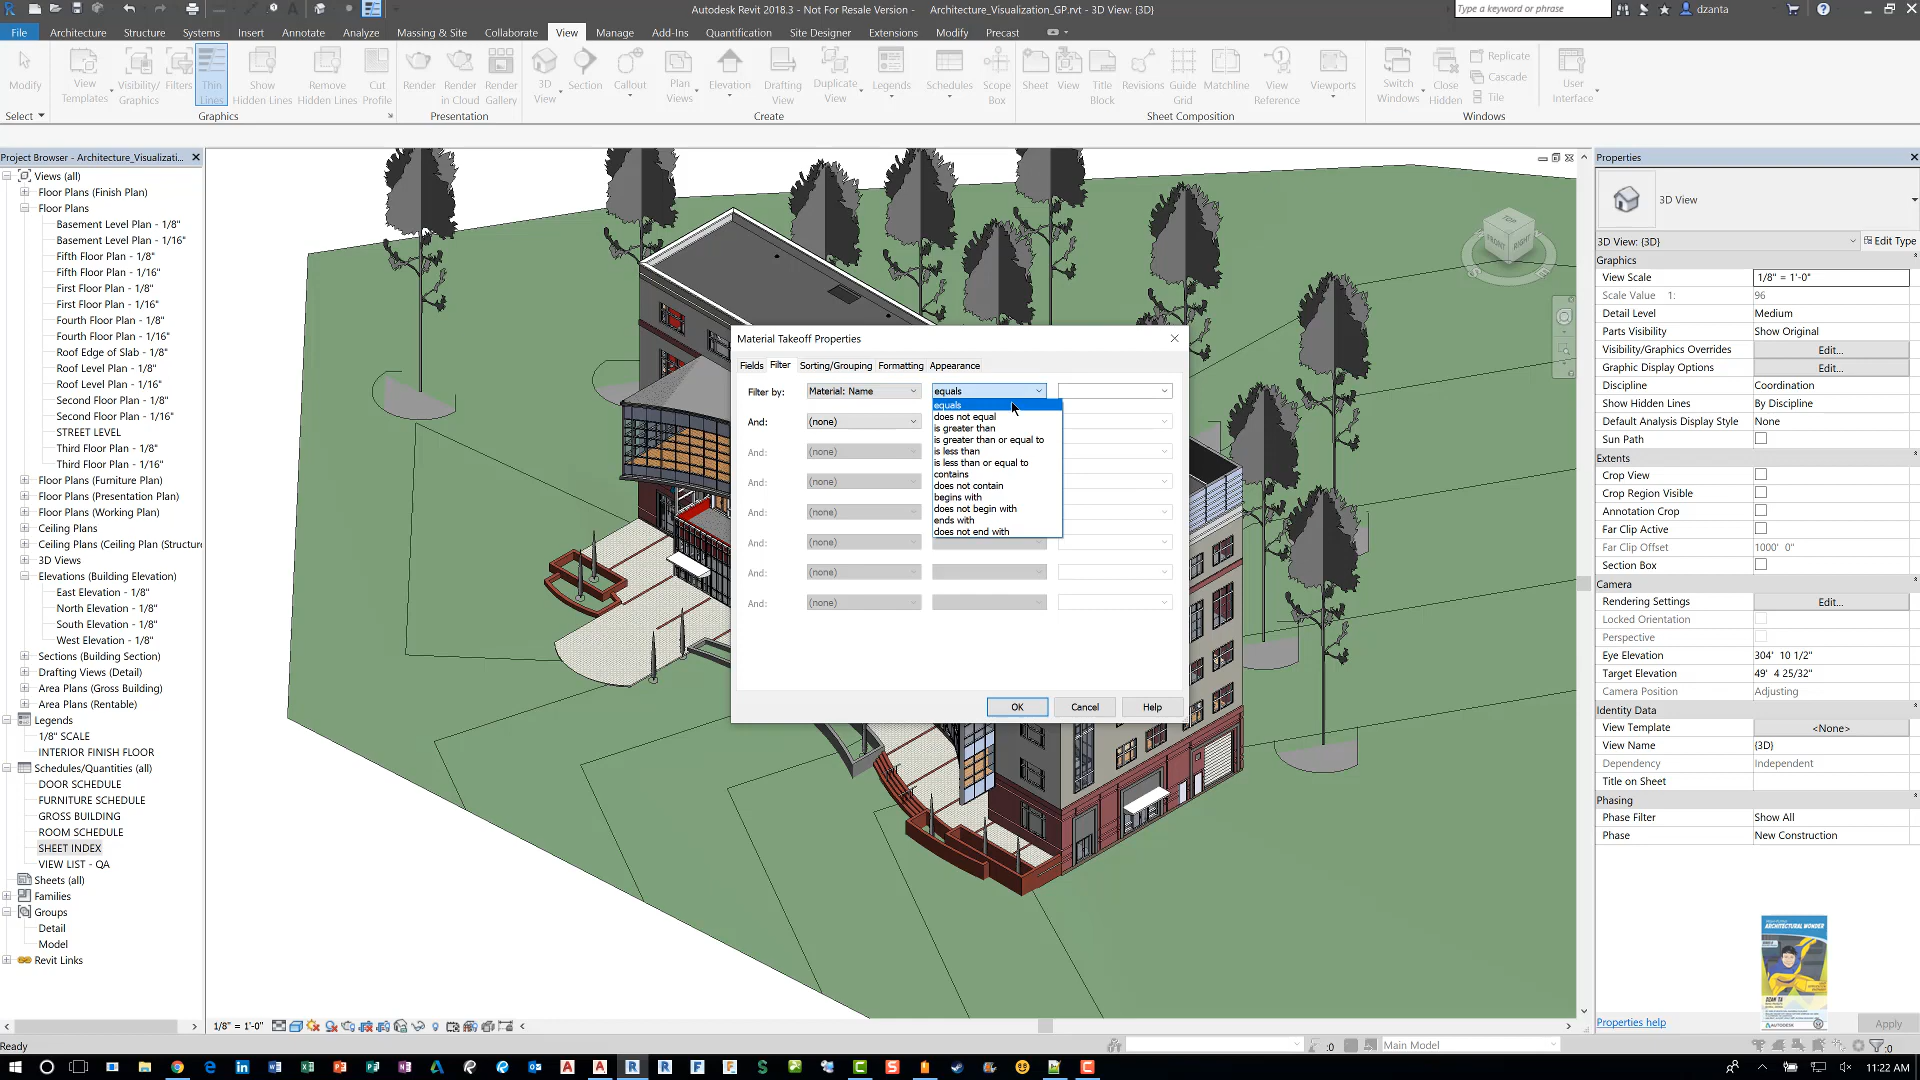 Autodesk Revit 2018.3 - Not For Resale Version - Architecture_Visualization_GP.rvt - 3D View: {3D}
Type a keyword or phrase
dzanta
File Architecture Structure Systems Insert Annotate Analyze Massing & Site Collaborate View Manage Add-Ins Quantification Site Designer Extensions Modify Precast
Modify
View Templates
Visibility/ Graphics
Filters
Thin Lines
Show Hidden Lines
Remove Hidden Lines
Cut Profile
Render
Render in Cloud
Render Gallery
3D View
Section
Callout
Plan Views
Elevation
Drafting View
Duplicate View
Legends
Schedules
Scope Box
Sheet
View
Title Block
Revisions
Guide Grid
Matchline
View Reference
Viewports
Switch Windows
Close Hidden
Replicate
Cascade
Tile
User Interface
Select Graphics Presentation Create Sheet Composition Windows
Project Browser - Architecture_Visualizati...
Views (all)
Floor Plans (Finish Plan)
Floor Plans
Basement Level Plan - 1/8"
Basement Level Plan - 1/16"
Fifth Floor Plan - 1/8"
Fifth Floor Plan - 1/16"
First Floor Plan - 1/8"
First Floor Plan - 1/16"
Fourth Floor Plan - 1/8"
Fourth Floor Plan - 1/16"
Roof Edge of Slab - 1/8"
Roof Level Plan - 1/8"
Roof Level Plan - 1/16"
Second Floor Plan - 1/8"
Second Floor Plan - 1/16"
STREET LEVEL
Third Floor Plan - 1/8"
Third Floor Plan - 1/16"
Floor Plans (Furniture Plan)
Floor Plans (Presentation Plan)
Floor Plans (Working Plan)
Ceiling Plans
Ceiling Plans (Ceiling Plan (Structure
3D Views
Elevations (Building Elevation)
East Elevation - 1/8"
North Elevation - 1/8"
South Elevation - 1/8"
West Elevation - 1/8"
Sections (Building Section)
Drafting Views (Detail)
Area Plans (Gross Building)
Area Plans (Rentable)
Legends
1/8" SCALE
INTERIOR FINISH FLOOR
Schedules/Quantities (all)
DOOR SCHEDULE
FURNITURE SCHEDULE
GROSS BUILDING
ROOM SCHEDULE
SHEET INDEX
VIEW LIST - QA
Sheets (all)
Families
Groups
Detail
Model
Revit Links
TOP
FRONT
RIGHT
S
E
Material Takeoff Properties
Fields Filter Sorting/Grouping Formatting Appearance
Filter by: Material: Name equals
And: (none)
And: (none)
And: (none)
And: (none)
And: (none)
And: (none)
And: (none)
equals
does not equal
is greater than
is greater than or equal to
is less than
is less than or equal to
contains
does not contain
begins with
does not begin with
ends with
does not end with
OK Cancel Help
Properties
3D View
3D View: {3D} Edit Type
Graphics
View Scale 1/8" = 1'-0"
Scale Value 1: 96
Detail Level Medium
Parts Visibility Show Original
Visibility/Graphics Overrides Edit...
Graphic Display Options Edit...
Discipline Coordination
Show Hidden Lines By Discipline
Default Analysis Display Style None
Sun Path
Extents
Crop View
Crop Region Visible
Annotation Crop
Far Clip Active
Far Clip Offset 1000' 0"
Section Box
Camera
Rendering Settings Edit...
Locked Orientation
Perspective
Eye Elevation 304' 10 1/2"
Target Elevation 49' 4 25/32"
Camera Position Adjusting
Identity Data
View Template <None>
View Name {3D}
Dependency Independent
Title on Sheet
Phasing
Phase Filter Show All
Phase New Construction
ARCHITECTURAL WONDER
AUTODESK
Properties help Apply
1/8" = 1'-0"
Ready
:0
Main Model
:0
11:22 AM